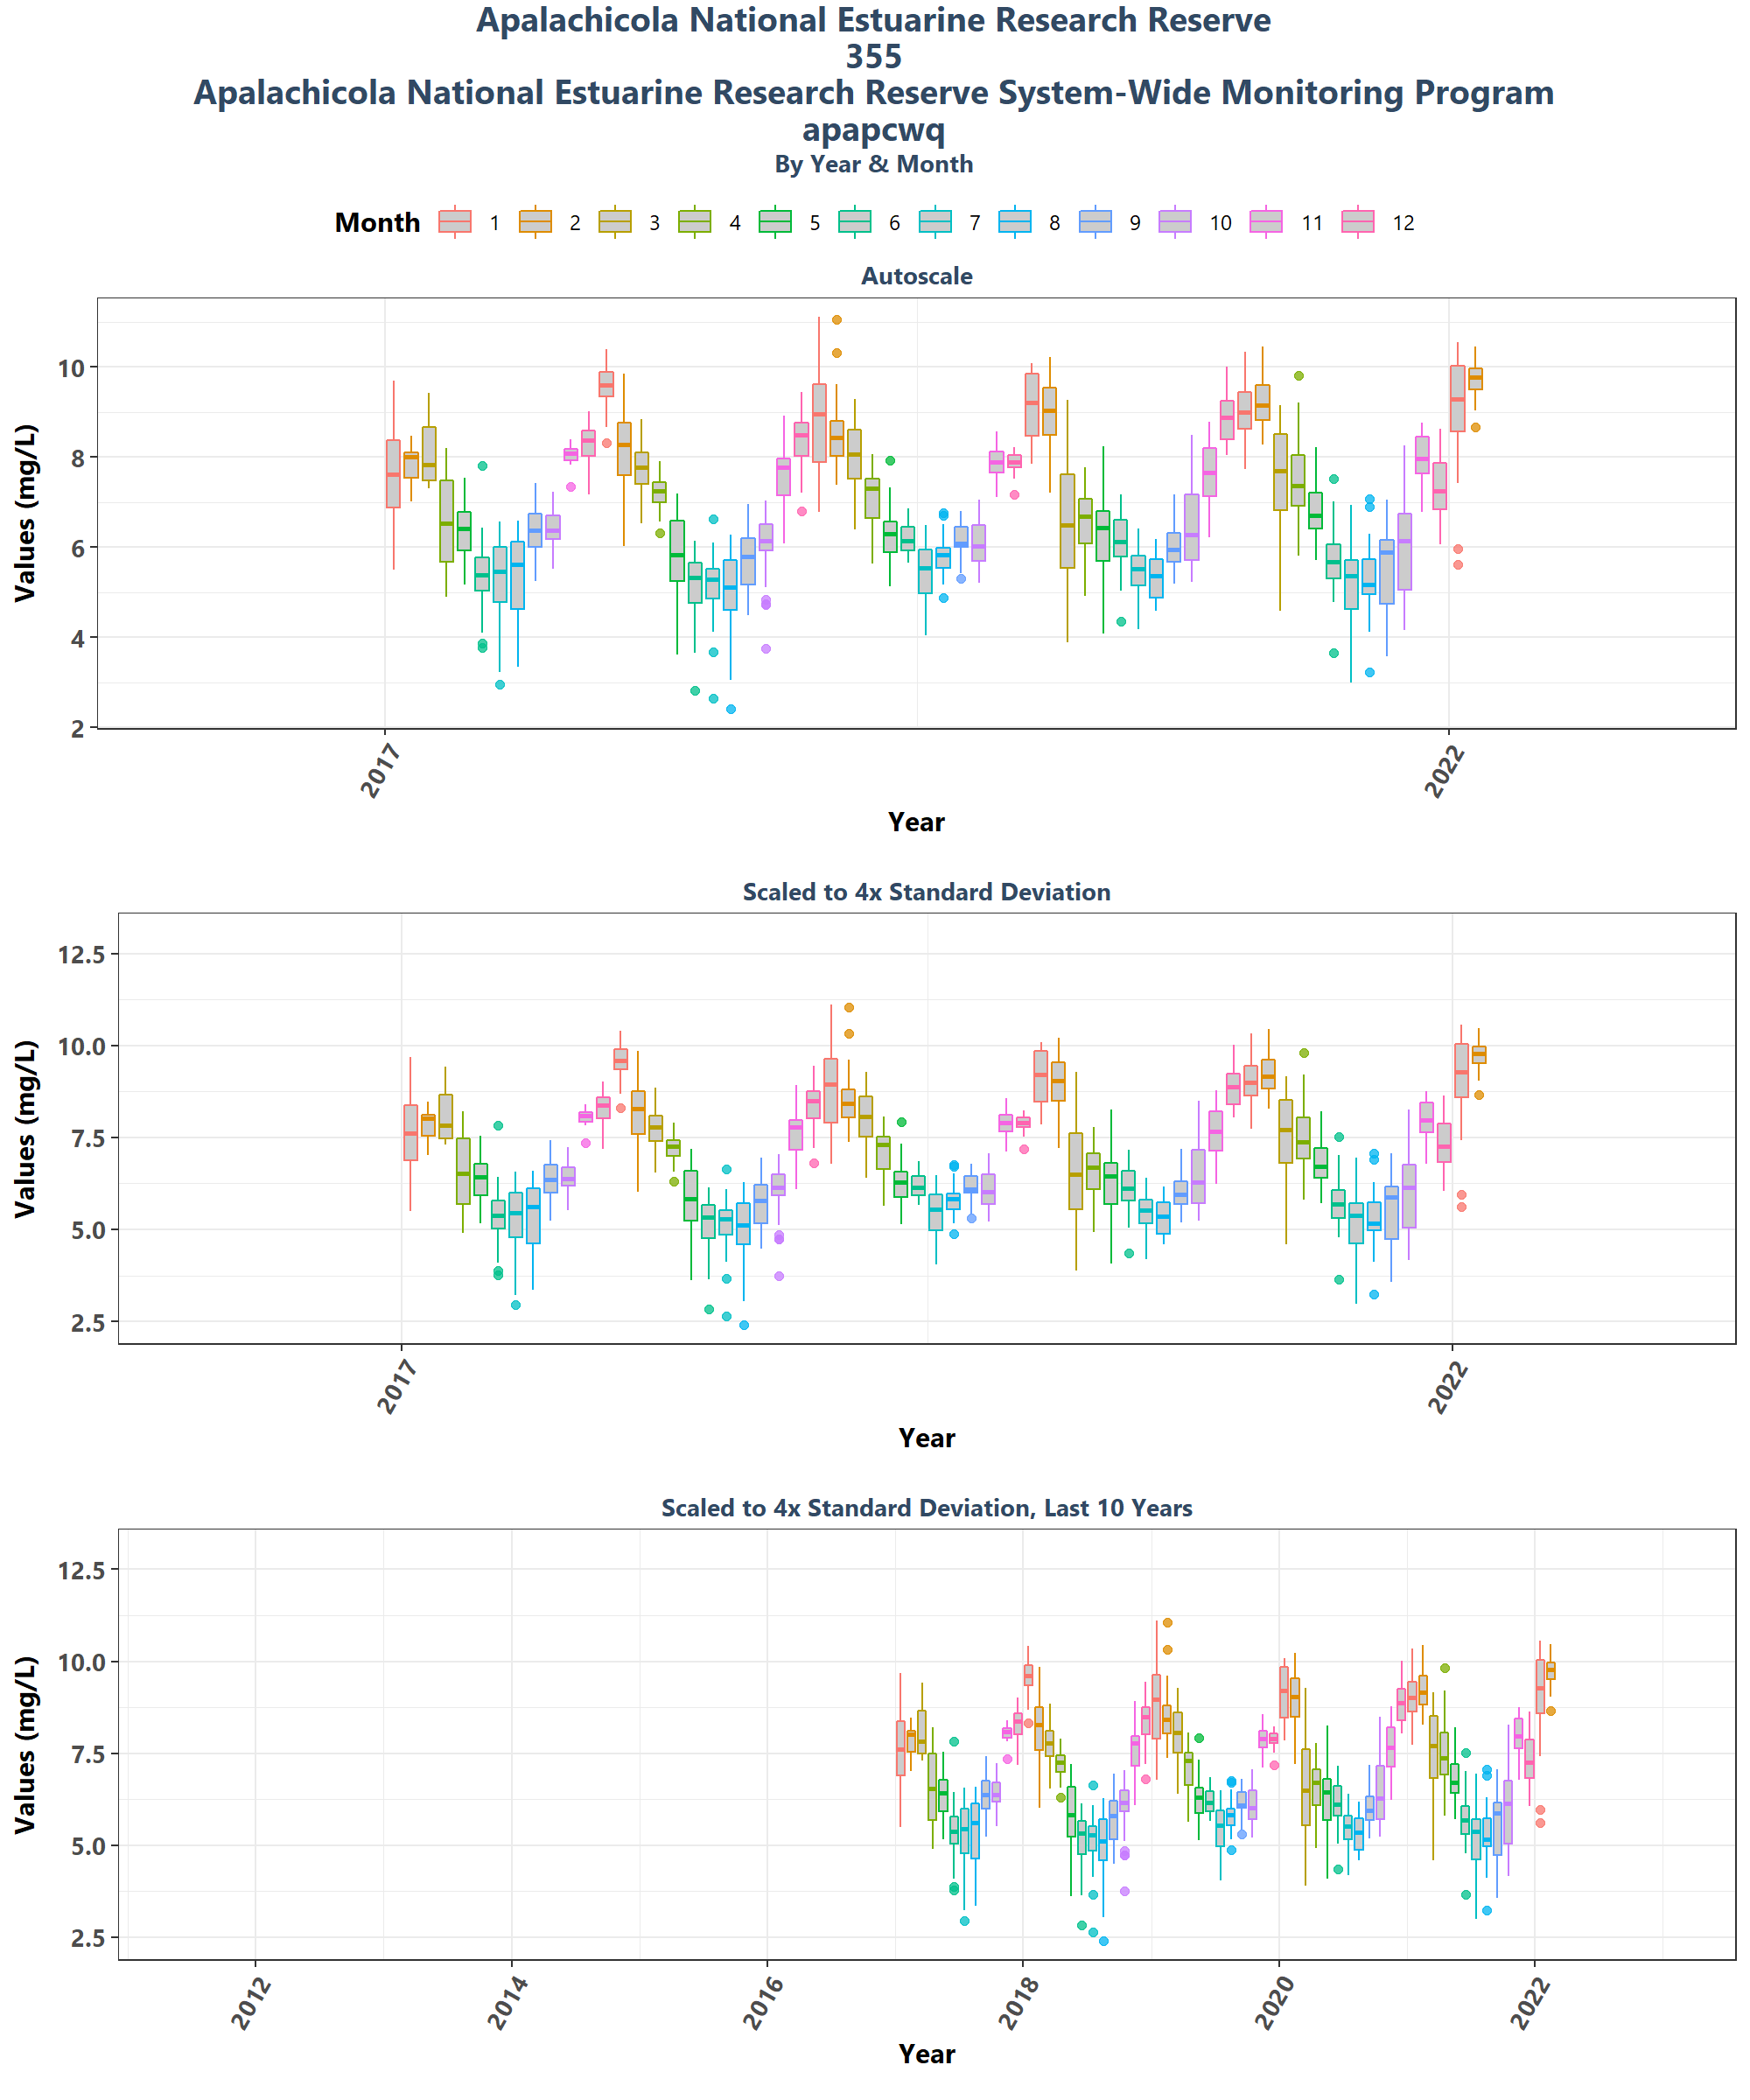 Apalachicola National Estuarine Research Reserve
355
Apalachicola National Estuarine Research Reserve System-Wide Monitoring Program
apapcwq
By Year & Month
Month 1 2 3 4 5 6 7 8 9 10 11 12
Autoscale
Values (mg/L)
10
8
6
4
2
2017 2022
Year
Scaled to 4x Standard Deviation
Values (mg/L)
12.5
10.0
7.5
5.0
2.5
2017 2022
Year
Scaled to 4x Standard Deviation, Last 10 Years
Values (mg/L)
12.5
10.0
7.5
5.0
2.5
2012 2014 2016 2018 2020 2022
Year